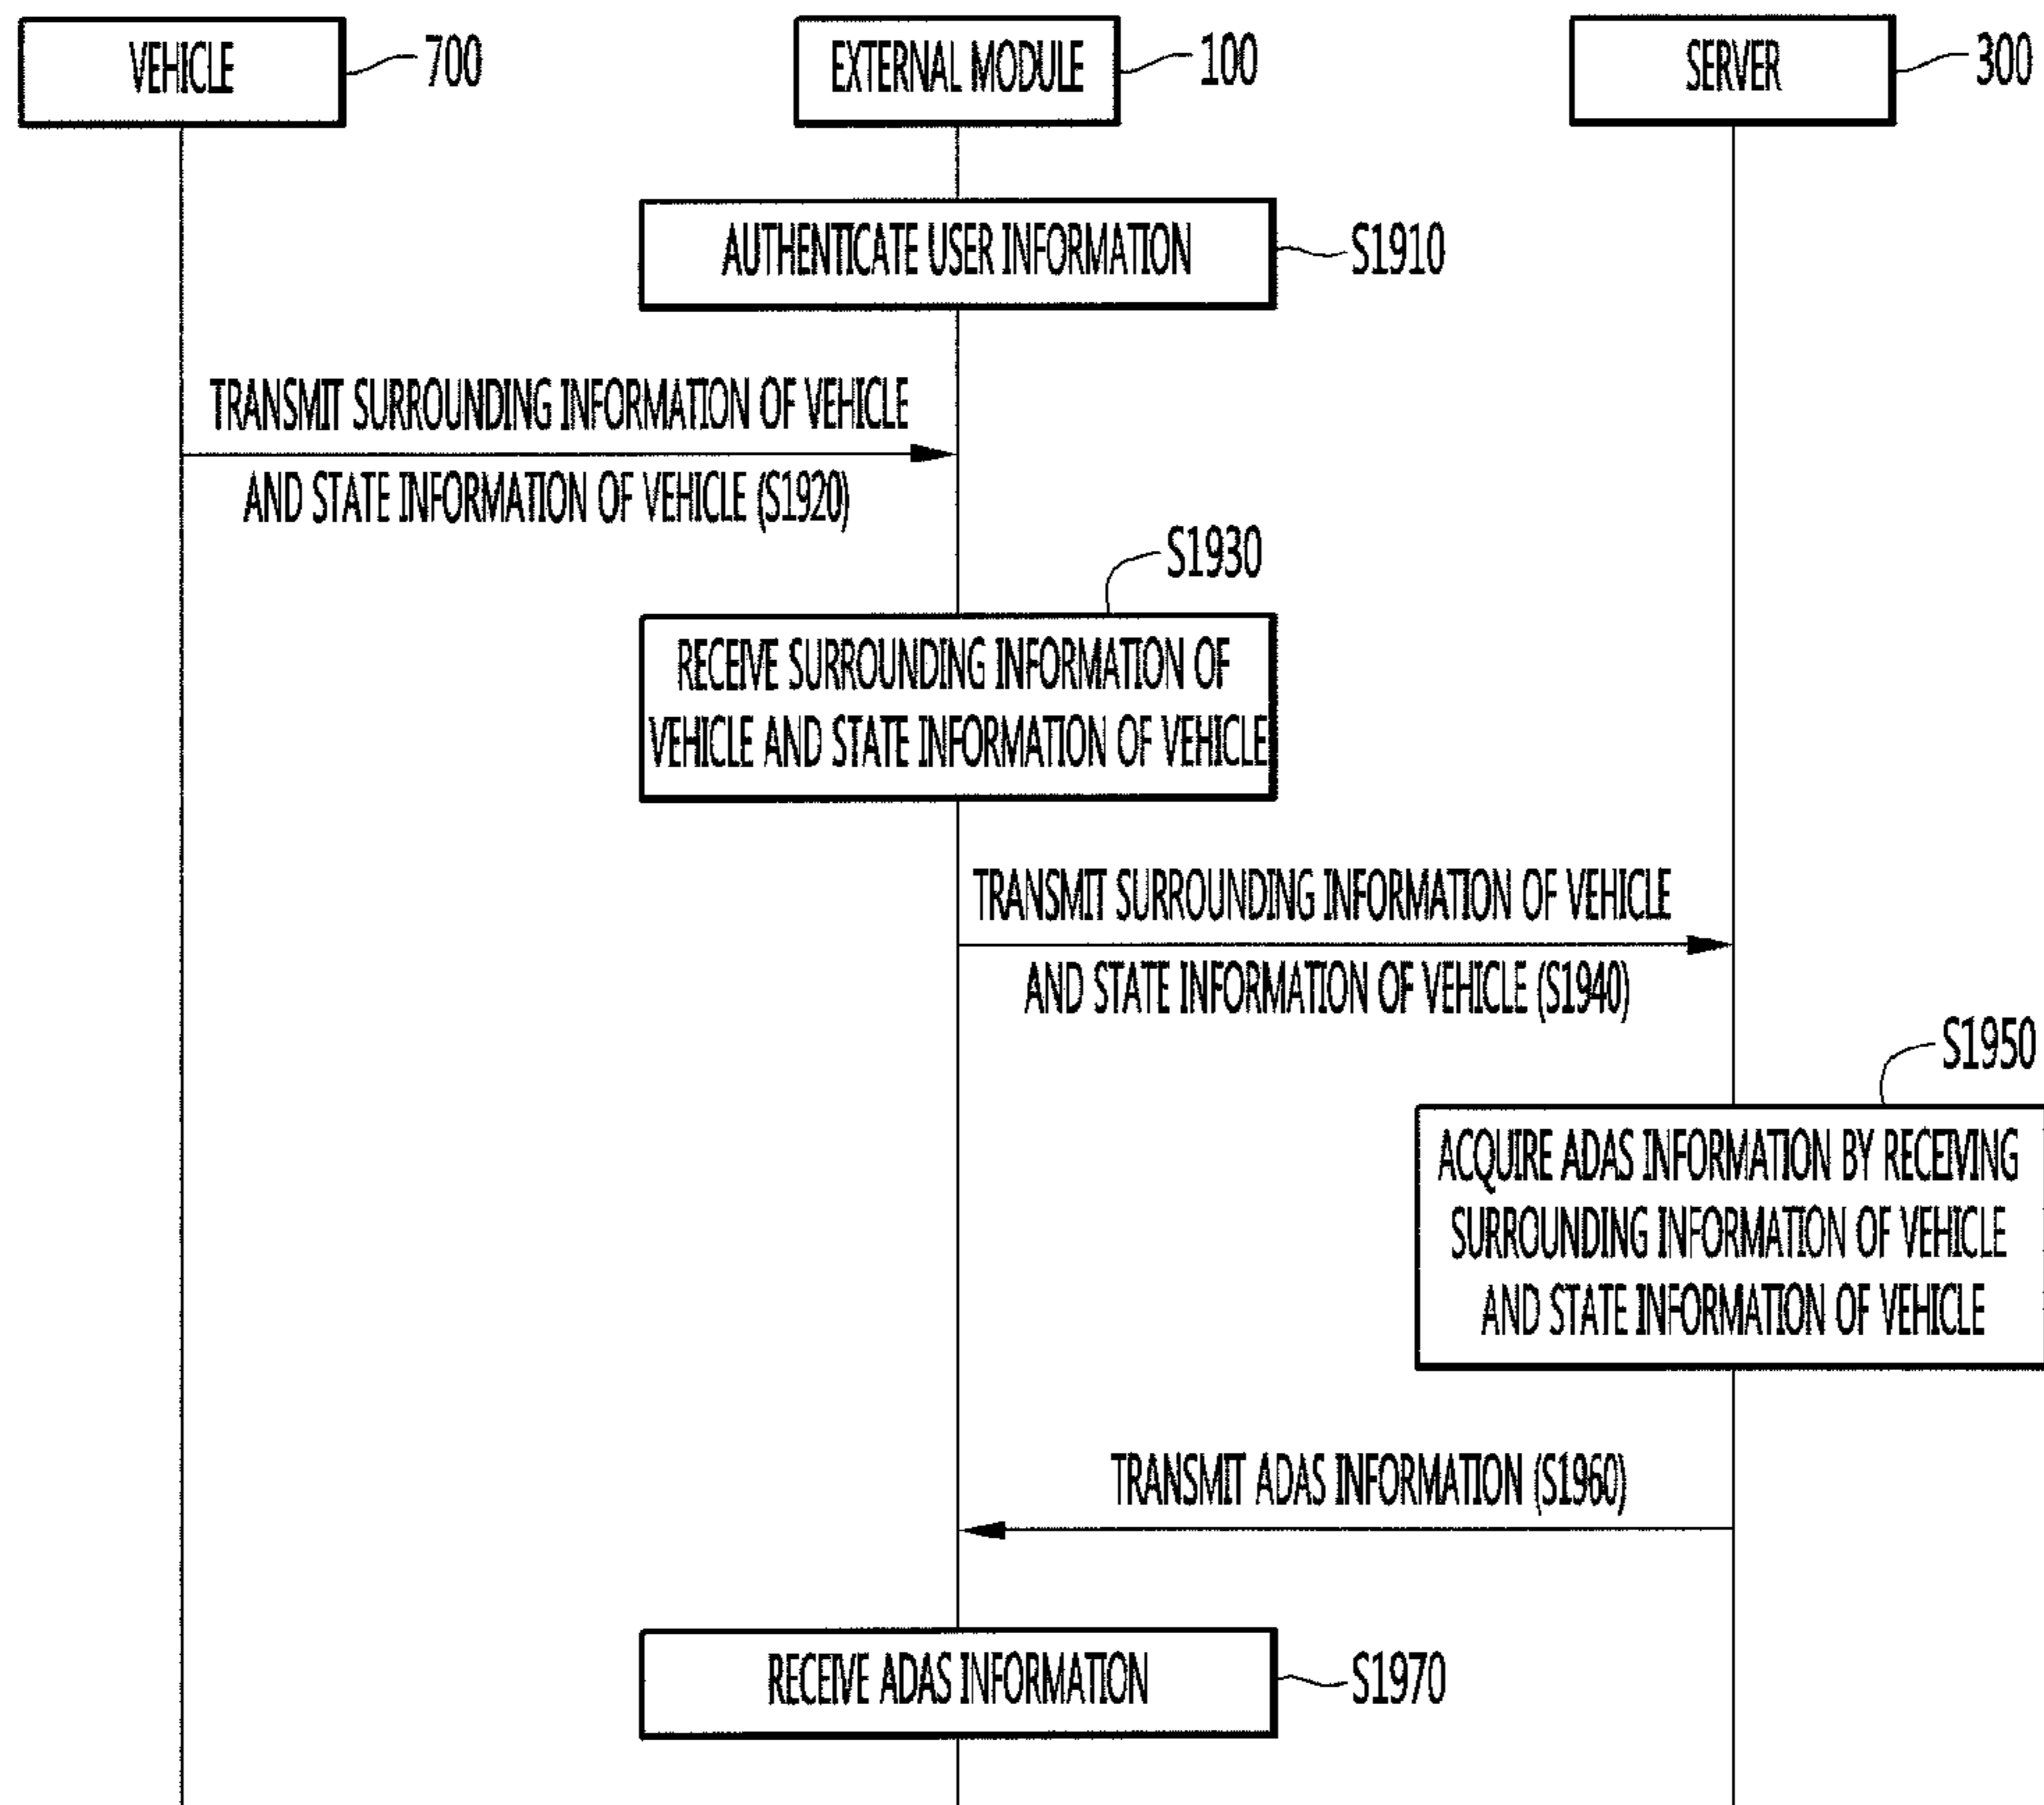 VEHICLE
700
EXTERNAL MODULE
100
SERVER
300
AUTHENTICATE USER INFORMATION
S1910
TRANSMIT SURROUNDING INFORMATION OF VEHICLE
AND STATE INFORMATION OF VEHICLE (S1920)
S1930
RECEIVE SURROUNDING INFORMATION OF
VEHICLE AND STATE INFORMATION OF VEHICLE
TRANSMIT SURROUNDING INFORMATION OF VEHICLE
AND STATE INFORMATION OF VEHICLE (S1940)
S1950
ACQUIRE ADAS INFORMATION BY RECEIVING
SURROUNDING INFORMATION OF VEHICLE
AND STATE INFORMATION OF VEHICLE
TRANSMIT ADAS INFORMATION (S1960)
RECEIVE ADAS INFORMATION
S1970